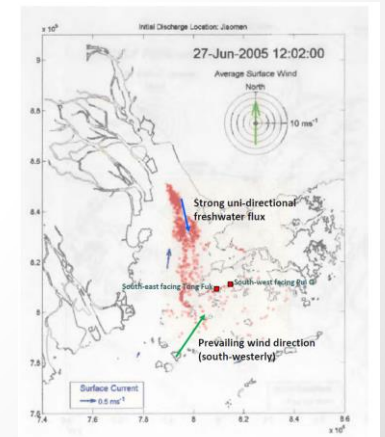 Initial Discharge Location: Jiaomen
27-Jun-2005 12:02:00
Average Surface Wind
North
10 ms⁻¹
Strong uni-directional
freshwater flux
South-east facing Tung Fuk
South-west facing Pui O
Prevailing wind direction
(south-westerly)
Surface Current
0.5 ms⁻¹
9
8.8
8.6
8.4
8.2
8
7.8
7.6
7.4 7.6 7.8 8 8.2 8.4 8.6